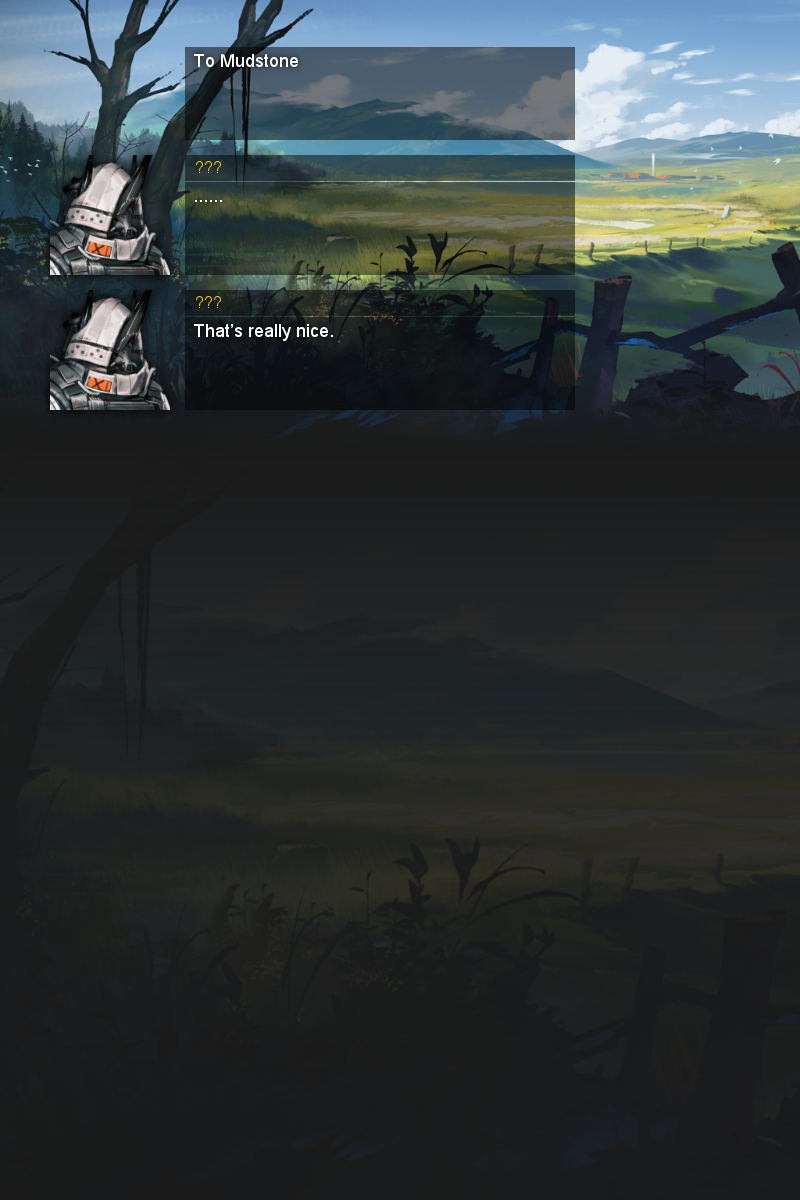 To Mudstone
???
......
???
That's really nice.